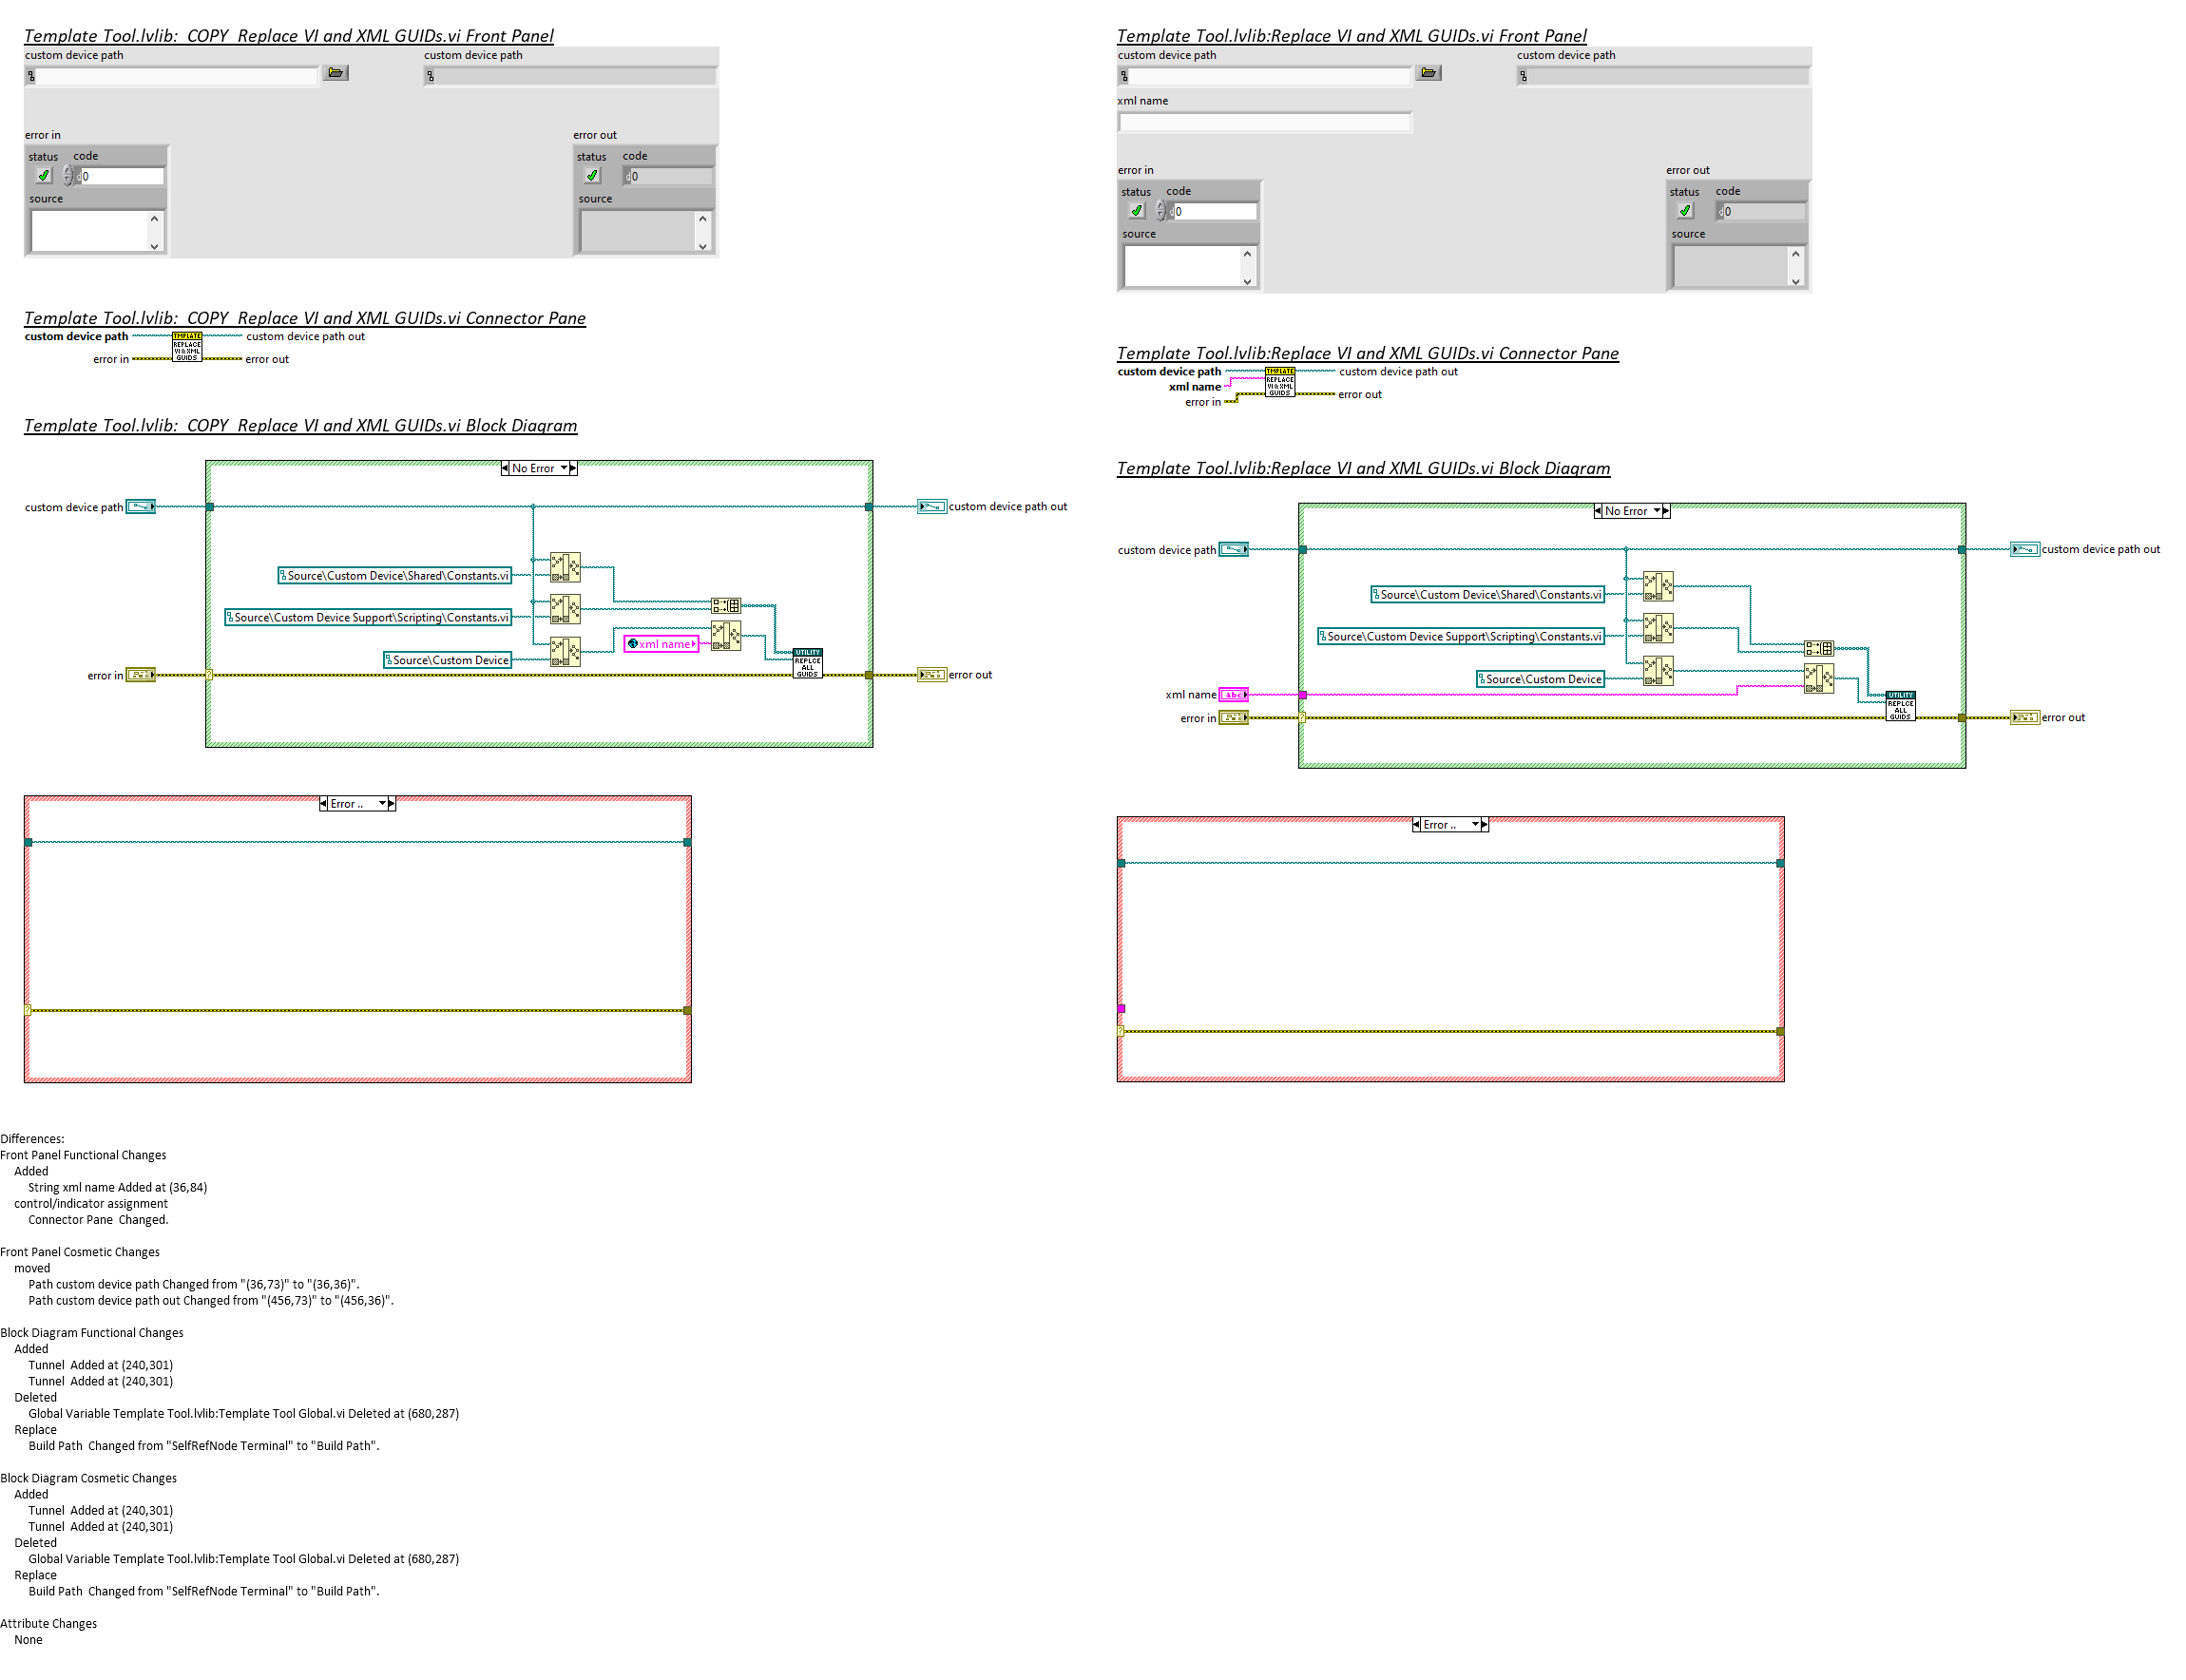 Template Tool.lvlib:  COPY  Replace VI and XML GUIDs.vi Front Panel
custom device path
custom device path
error in
error out
status code
0
source
status code
0
source
Template Tool.lvlib:  COPY  Replace VI and XML GUIDs.vi Connector Pane
custom device path
TMPLATE
REPLACE
VI & XML
GUIDS
custom device path out
error in
error out
Template Tool.lvlib:  COPY  Replace VI and XML GUIDs.vi Block Diagram
No Error
custom device path
custom device path out
Source\Custom Device\Shared\Constants.vi
Source\Custom Device Support\Scripting\Constants.vi
xml name
Source\Custom Device
UTILITY
REPLCE
ALL
GUIDS
error in
error out
Error ..
Template Tool.lvlib:Replace VI and XML GUIDs.vi Front Panel
custom device path
custom device path
xml name
error in
error out
status code
0
source
status code
0
source
Template Tool.lvlib:Replace VI and XML GUIDs.vi Connector Pane
custom device path
xml name
error in
TMPLATE
REPLACE
VI & XML
GUIDS
custom device path out
error out
Template Tool.lvlib:Replace VI and XML GUIDs.vi Block Diagram
No Error
custom device path
custom device path out
Source\Custom Device\Shared\Constants.vi
Source\Custom Device Support\Scripting\Constants.vi
Source\Custom Device
xml name
abc
UTILITY
REPLCE
ALL
GUIDS
error in
error out
Error ..
Differences:
Front Panel Functional Changes
Added
String xml name Added at (36,84)
control/indicator assignment
Connector Pane  Changed.
Front Panel Cosmetic Changes
moved
Path custom device path Changed from "(36,73)" to "(36,36)".
Path custom device path out Changed from "(456,73)" to "(456,36)".
Block Diagram Functional Changes
Added
Tunnel  Added at (240,301)
Tunnel  Added at (240,301)
Deleted
Global Variable Template Tool.lvlib:Template Tool Global.vi Deleted at (680,287)
Replace
Build Path  Changed from "SelfRefNode Terminal" to "Build Path".
Block Diagram Cosmetic Changes
Added
Tunnel  Added at (240,301)
Tunnel  Added at (240,301)
Deleted
Global Variable Template Tool.lvlib:Template Tool Global.vi Deleted at (680,287)
Replace
Build Path  Changed from "SelfRefNode Terminal" to "Build Path".
Attribute Changes
None